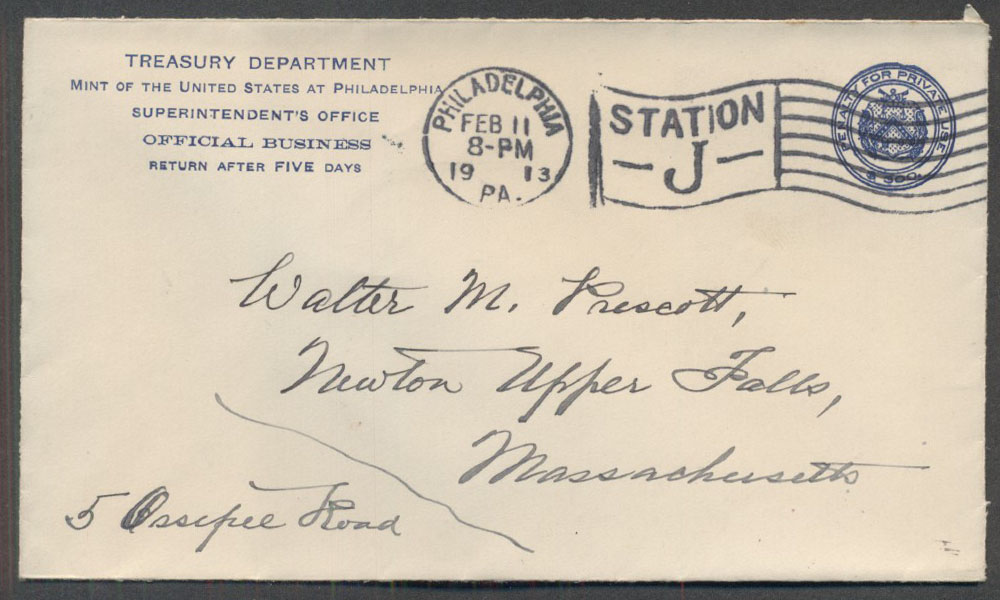 TREASURY DEPARTMENT
MINT OF THE UNITED STATES AT PHILADELPHIA
SUPERINTENDENT'S OFFICE
OFFICIAL BUSINESS
RETURN AFTER FIVE DAYS
PHILADELPHIA
FEB 11
8-PM
19 13
PA.
STATION
-J-
PENALTY FOR PRIVATE USE
$300.
Walter M. Prescott,
Newton Upper Falls,
Massachusetts
5 Ossipee Road